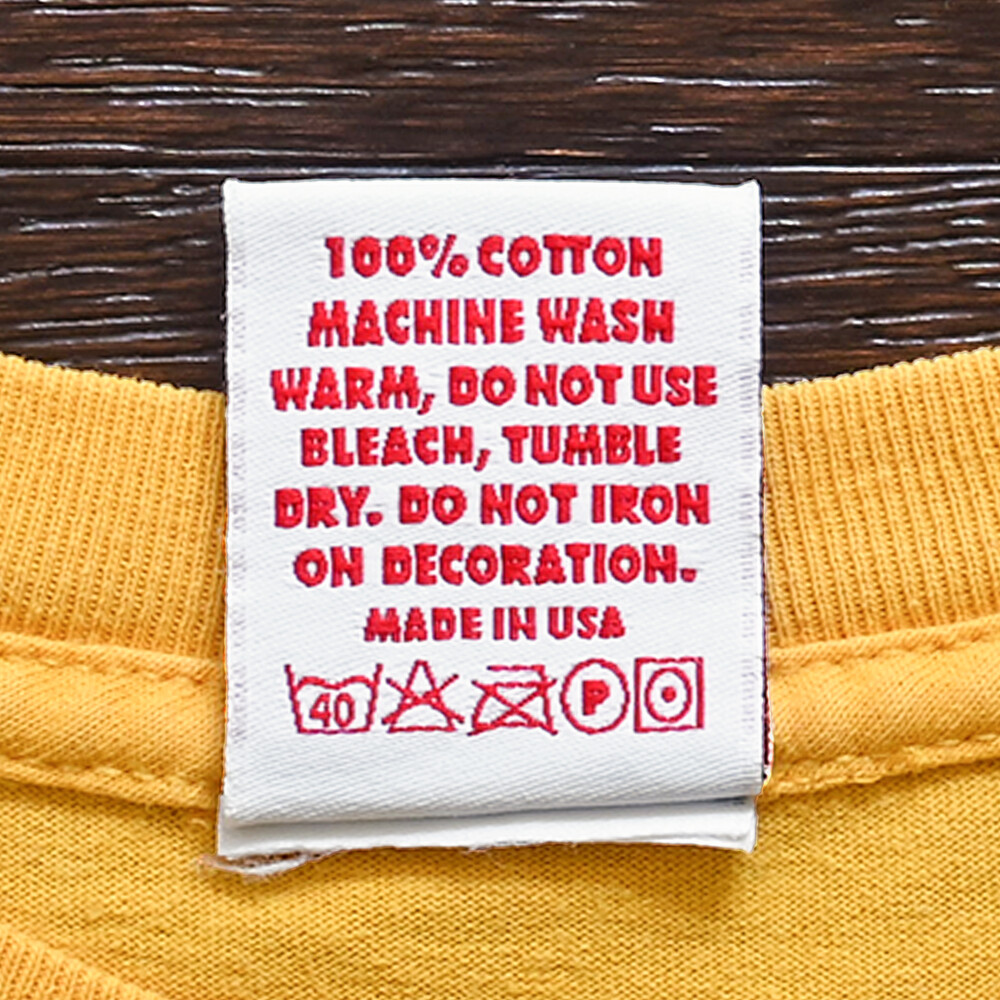 100% COTTON
MACHINE WASH
WARM, DO NOT USE
BLEACH, TUMBLE
DRY. DO NOT IRON
ON DECORATION.
MADE IN USA
40 P